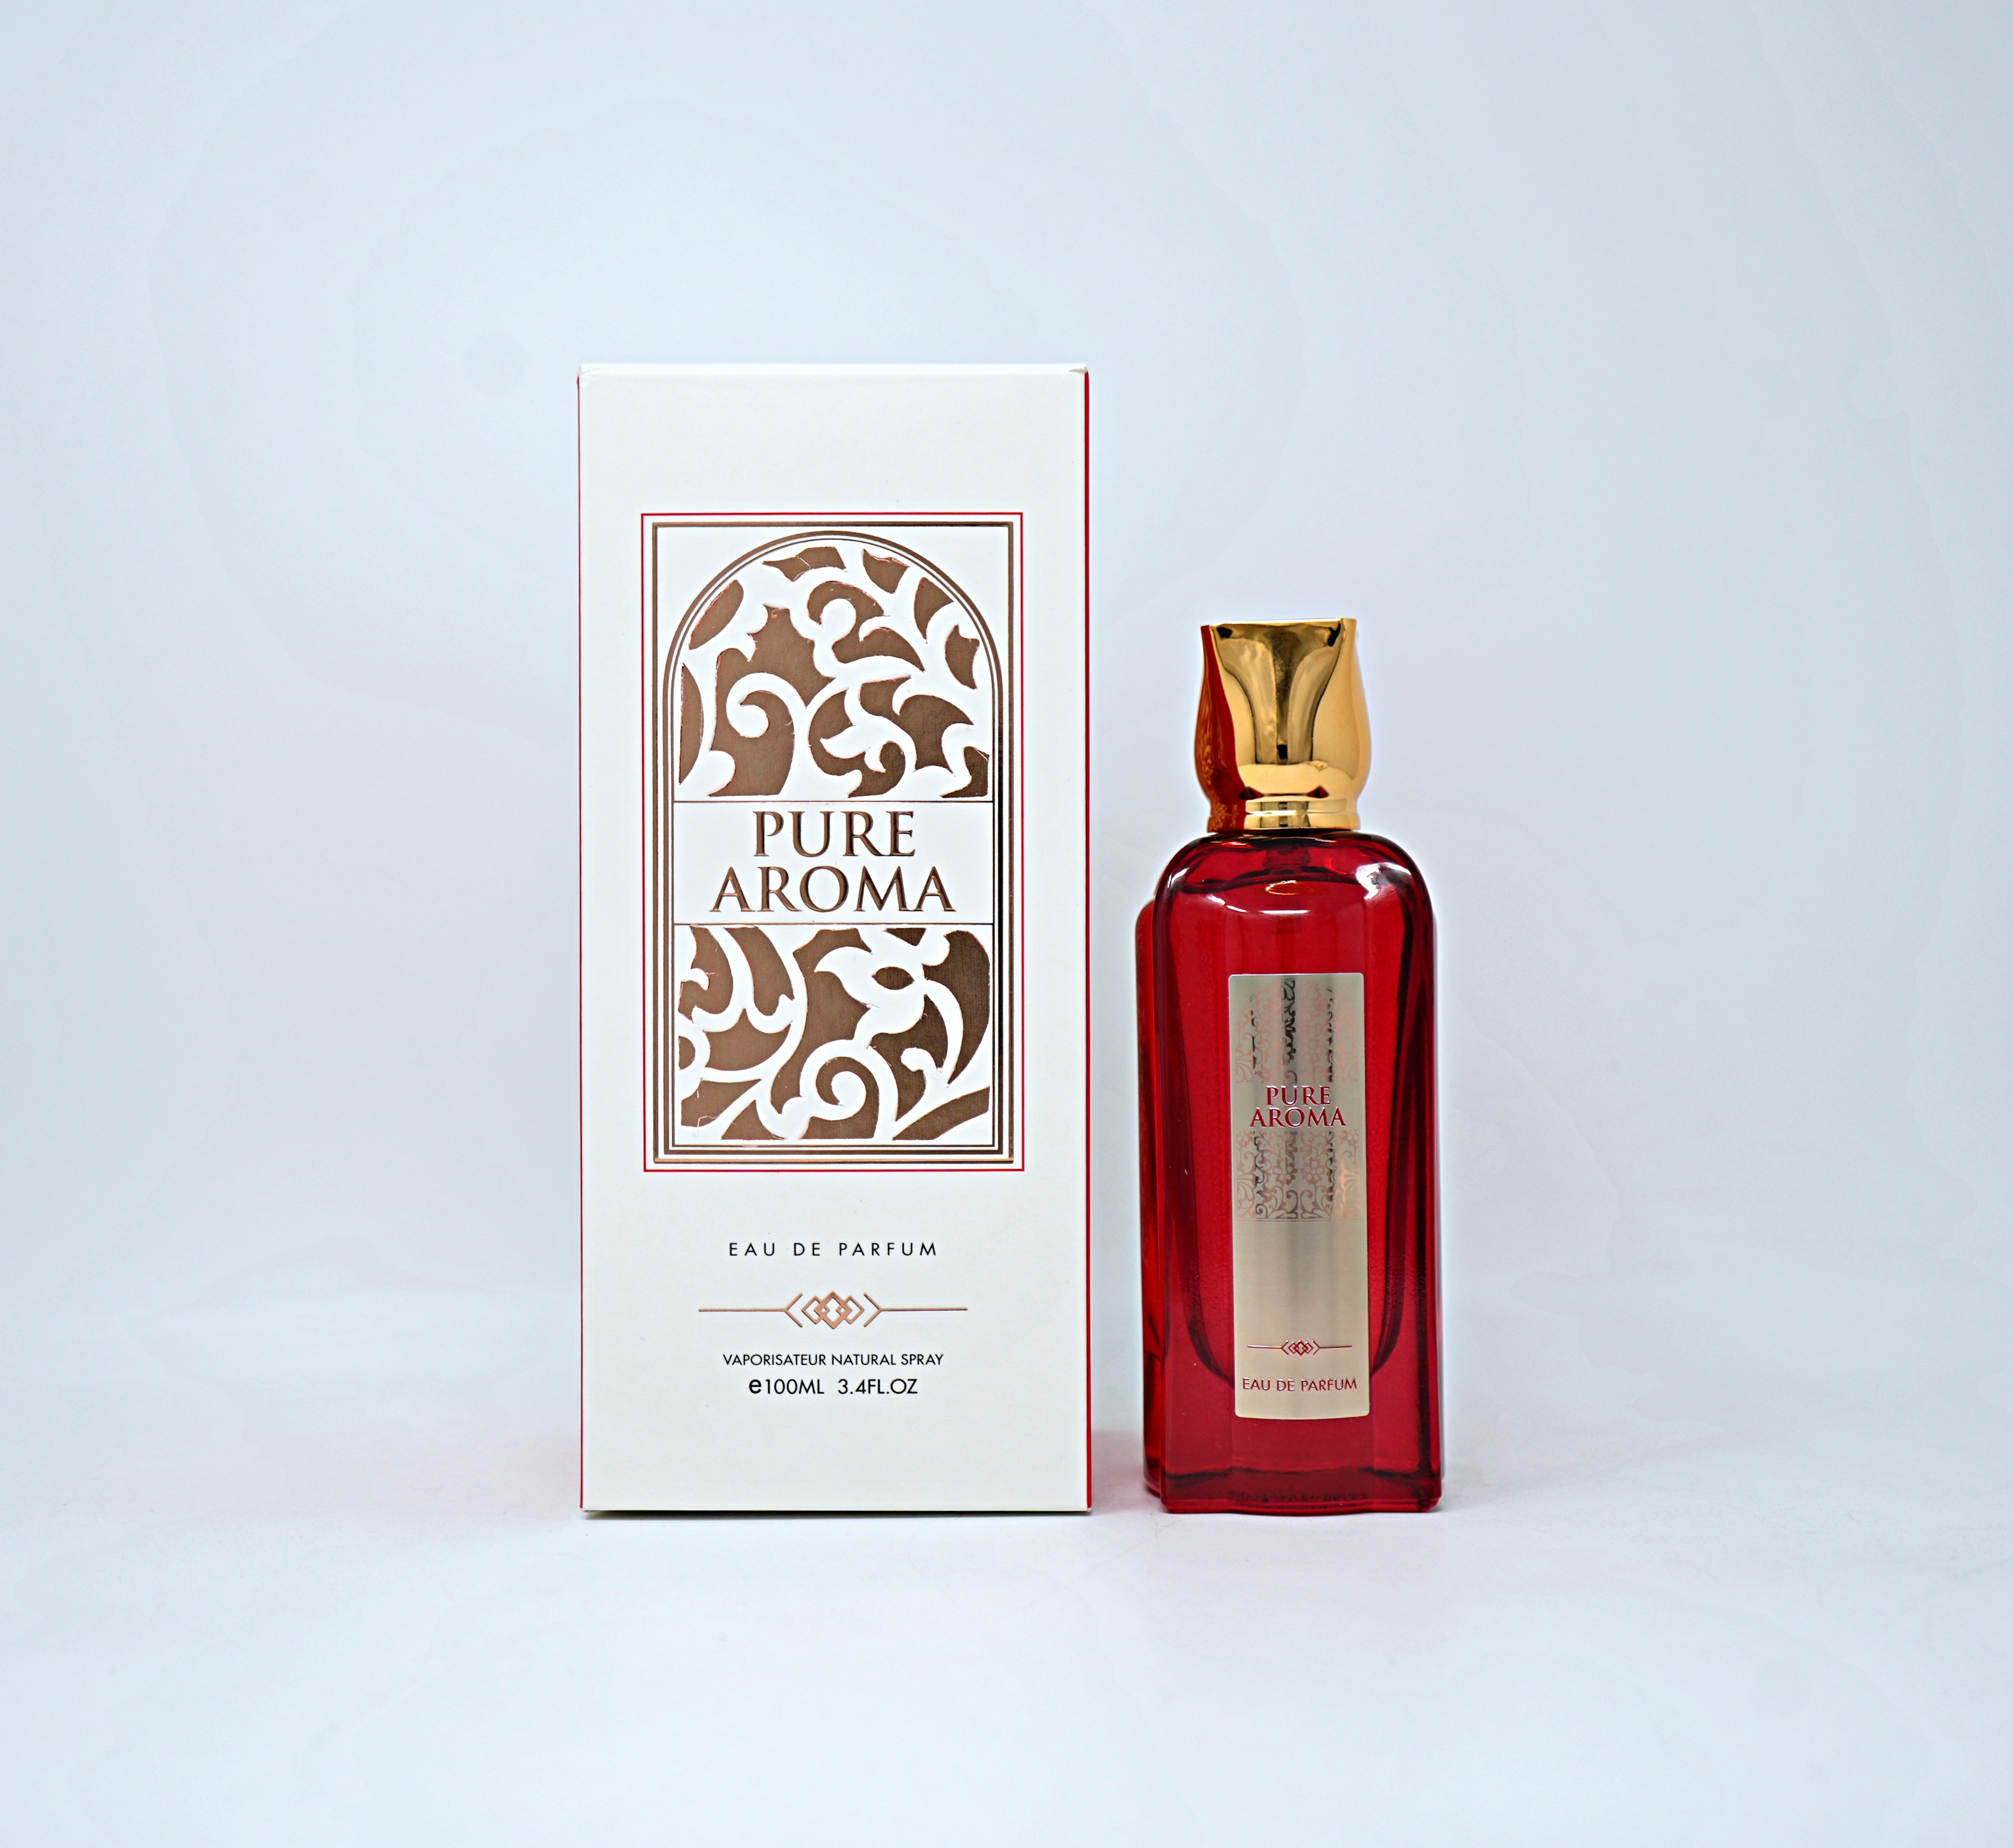 PURE
AROMA
EAU DE PARFUM
VAPORISATEUR NATURAL SPRAY
e100ML 3.4FL.OZ
PURE
AROMA
EAU DE PARFUM